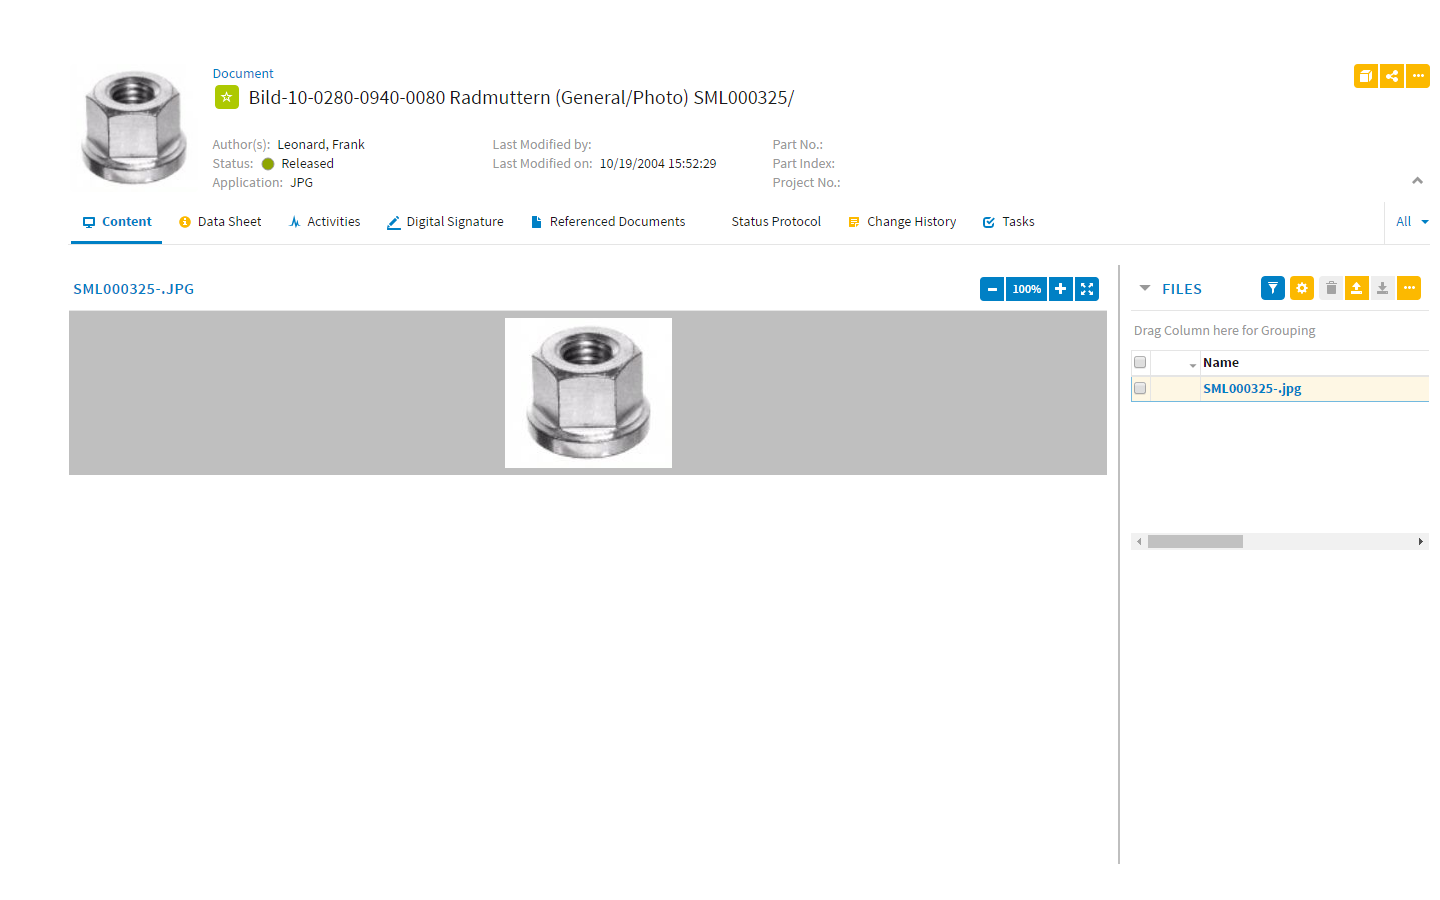 Document
Bild-10-0280-0940-0080 Radmuttern (General/Photo) SML000325/
Author(s): Leonard, Frank
Status: Released
Application: JPG
Last Modified by:
Last Modified on: 10/19/2004 15:52:29
Part No.:
Part Index:
Project No.:
Content Data Sheet Activities Digital Signature Referenced Documents Status Protocol Change History Tasks All
SML000325-.JPG
100%
FILES
Drag Column here for Grouping
Name
SML000325-.jpg